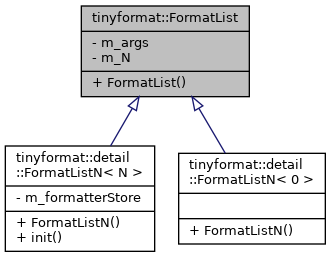 tinyformat::FormatList
- m_args
- m_N
+ FormatList()
tinyformat::detail
::FormatListN< N >
- m_formatterStore
+ FormatListN()
+ init()
tinyformat::detail
::FormatListN< 0 >
+ FormatListN()